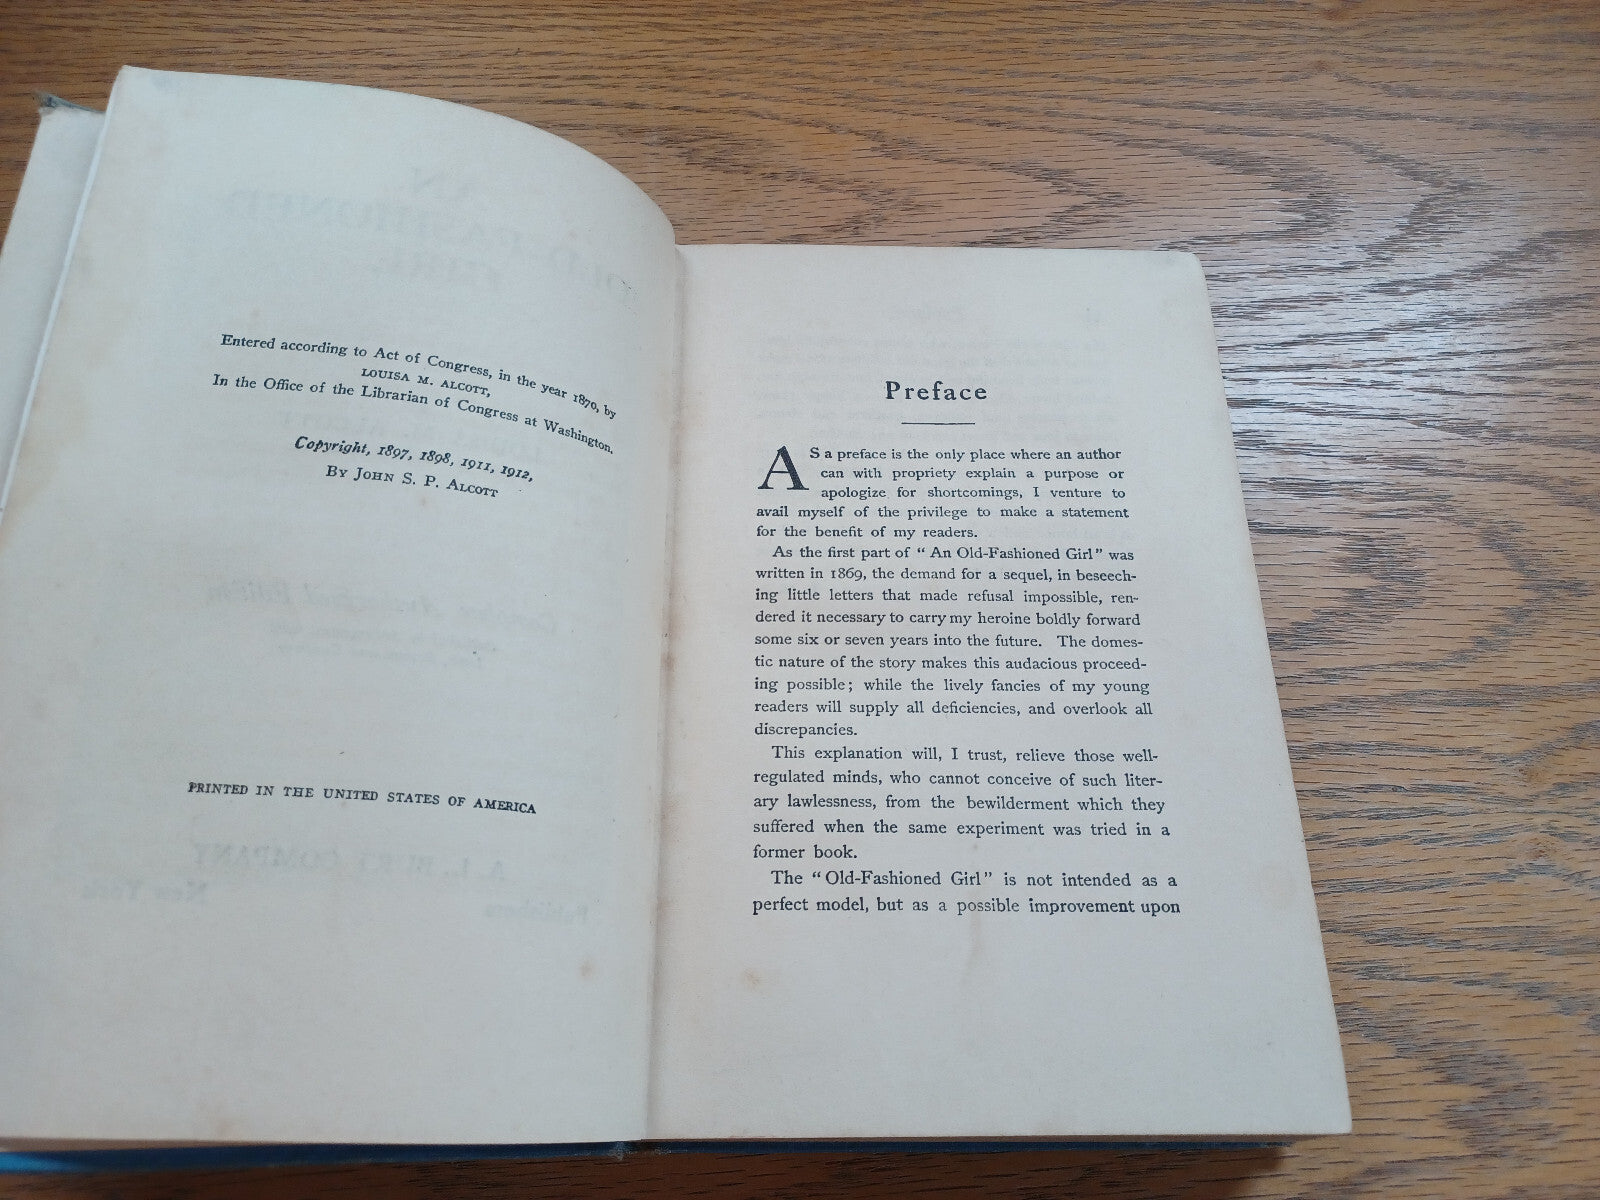 Entered according to Act of Congress, in the year 1870, by
LOUISA M. ALCOTT,
In the Office of the Librarian of Congress at Washington.
Copyright, 1897, 1898, 1911, 1912,
BY JOHN S. P. ALCOTT
PRINTED IN THE UNITED STATES OF AMERICA
Preface
AS a preface is the only place where an author
can with propriety explain a purpose or
apologize for shortcomings, I venture to
avail myself of the privilege to make a statement
for the benefit of my readers.
As the first part of "An Old-Fashioned Girl" was
written in 1869, the demand for a sequel, in beseech-
ing little letters that made refusal impossible, ren-
dered it necessary to carry my heroine boldly forward
some six or seven years into the future. The domes-
tic nature of the story makes this audacious proceed-
ing possible; while the lively fancies of my young
readers will supply all deficiencies, and overlook all
discrepancies.
This explanation will, I trust, relieve those well-
regulated minds, who cannot conceive of such liter-
ary lawlessness, from the bewilderment which they
suffered when the same experiment was tried in a
former book.
The "Old-Fashioned Girl" is not intended as a
perfect model, but as a possible improvement upon